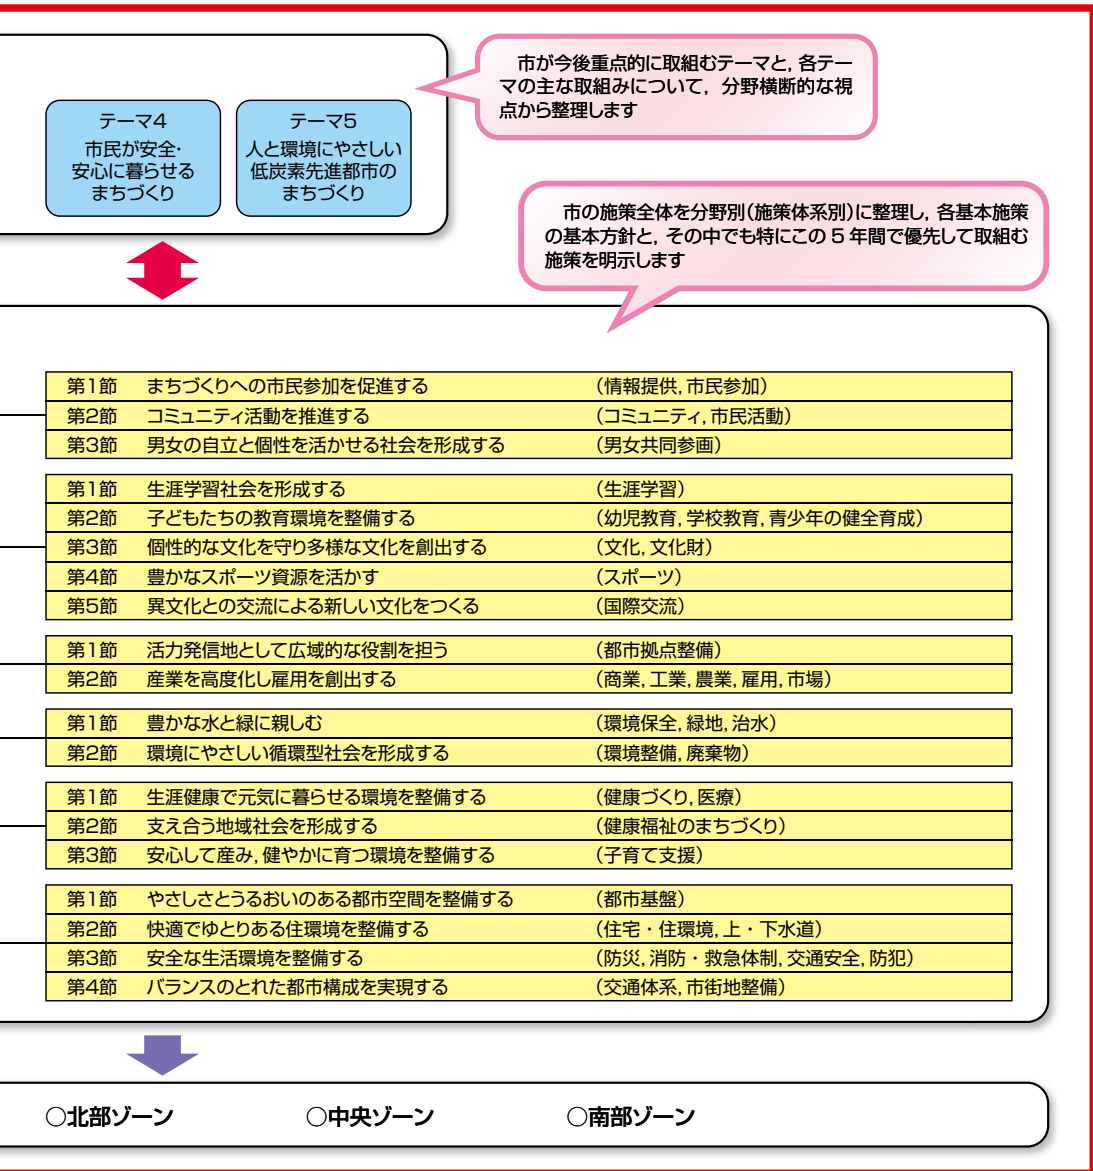 市が今後重点的に取組むテーマと，各テー
マの主な取組みについて，分野横断的な視
点から整理します
テーマ4
市民が安全・
安心に暮らせる
まちづくり
テーマ5
人と環境にやさしい
低炭素先進都市の
まちづくり
市の施策全体を分野別（施策体系別）に整理し，各基本施策
の基本方針と，その中でも特にこの 5 年間で優先して取組む
施策を明示します
第1節 まちづくりへの市民参加を促進する （情報提供，市民参加）
第2節 コミュニティ活動を推進する （コミュニティ，市民活動）
第3節 男女の自立と個性を活かせる社会を形成する （男女共同参画）
第1節 生涯学習社会を形成する （生涯学習）
第2節 子どもたちの教育環境を整備する （幼児教育，学校教育，青少年の健全育成）
第3節 個性的な文化を守り多様な文化を創出する （文化，文化財）
第4節 豊かなスポーツ資源を活かす （スポーツ）
第5節 異文化との交流による新しい文化をつくる （国際交流）
第1節 活力発信地として広域的な役割を担う （都市拠点整備）
第2節 産業を高度化し雇用を創出する （商業，工業，農業，雇用，市場）
第1節 豊かな水と緑に親しむ （環境保全，緑地，治水）
第2節 環境にやさしい循環型社会を形成する （環境整備，廃棄物）
第1節 生涯健康で元気に暮らせる環境を整備する （健康づくり，医療）
第2節 支え合う地域社会を形成する （健康福祉のまちづくり）
第3節 安心して産み，健やかに育つ環境を整備する （子育て支援）
第1節 やさしさとうるおいのある都市空間を整備する （都市基盤）
第2節 快適でゆとりある住環境を整備する （住宅・住環境，上・下水道）
第3節 安全な生活環境を整備する （防災，消防・救急体制，交通安全，防犯）
第4節 バランスのとれた都市構成を実現する （交通体系，市街地整備）
○北部ゾーン ○中央ゾーン ○南部ゾーン